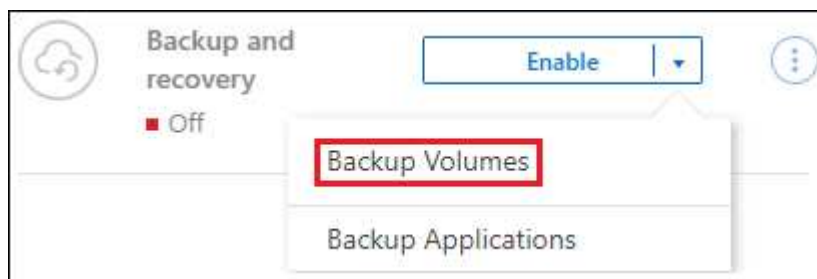 Backup and
recovery
Enable
Off
Backup Volumes
Backup Applications